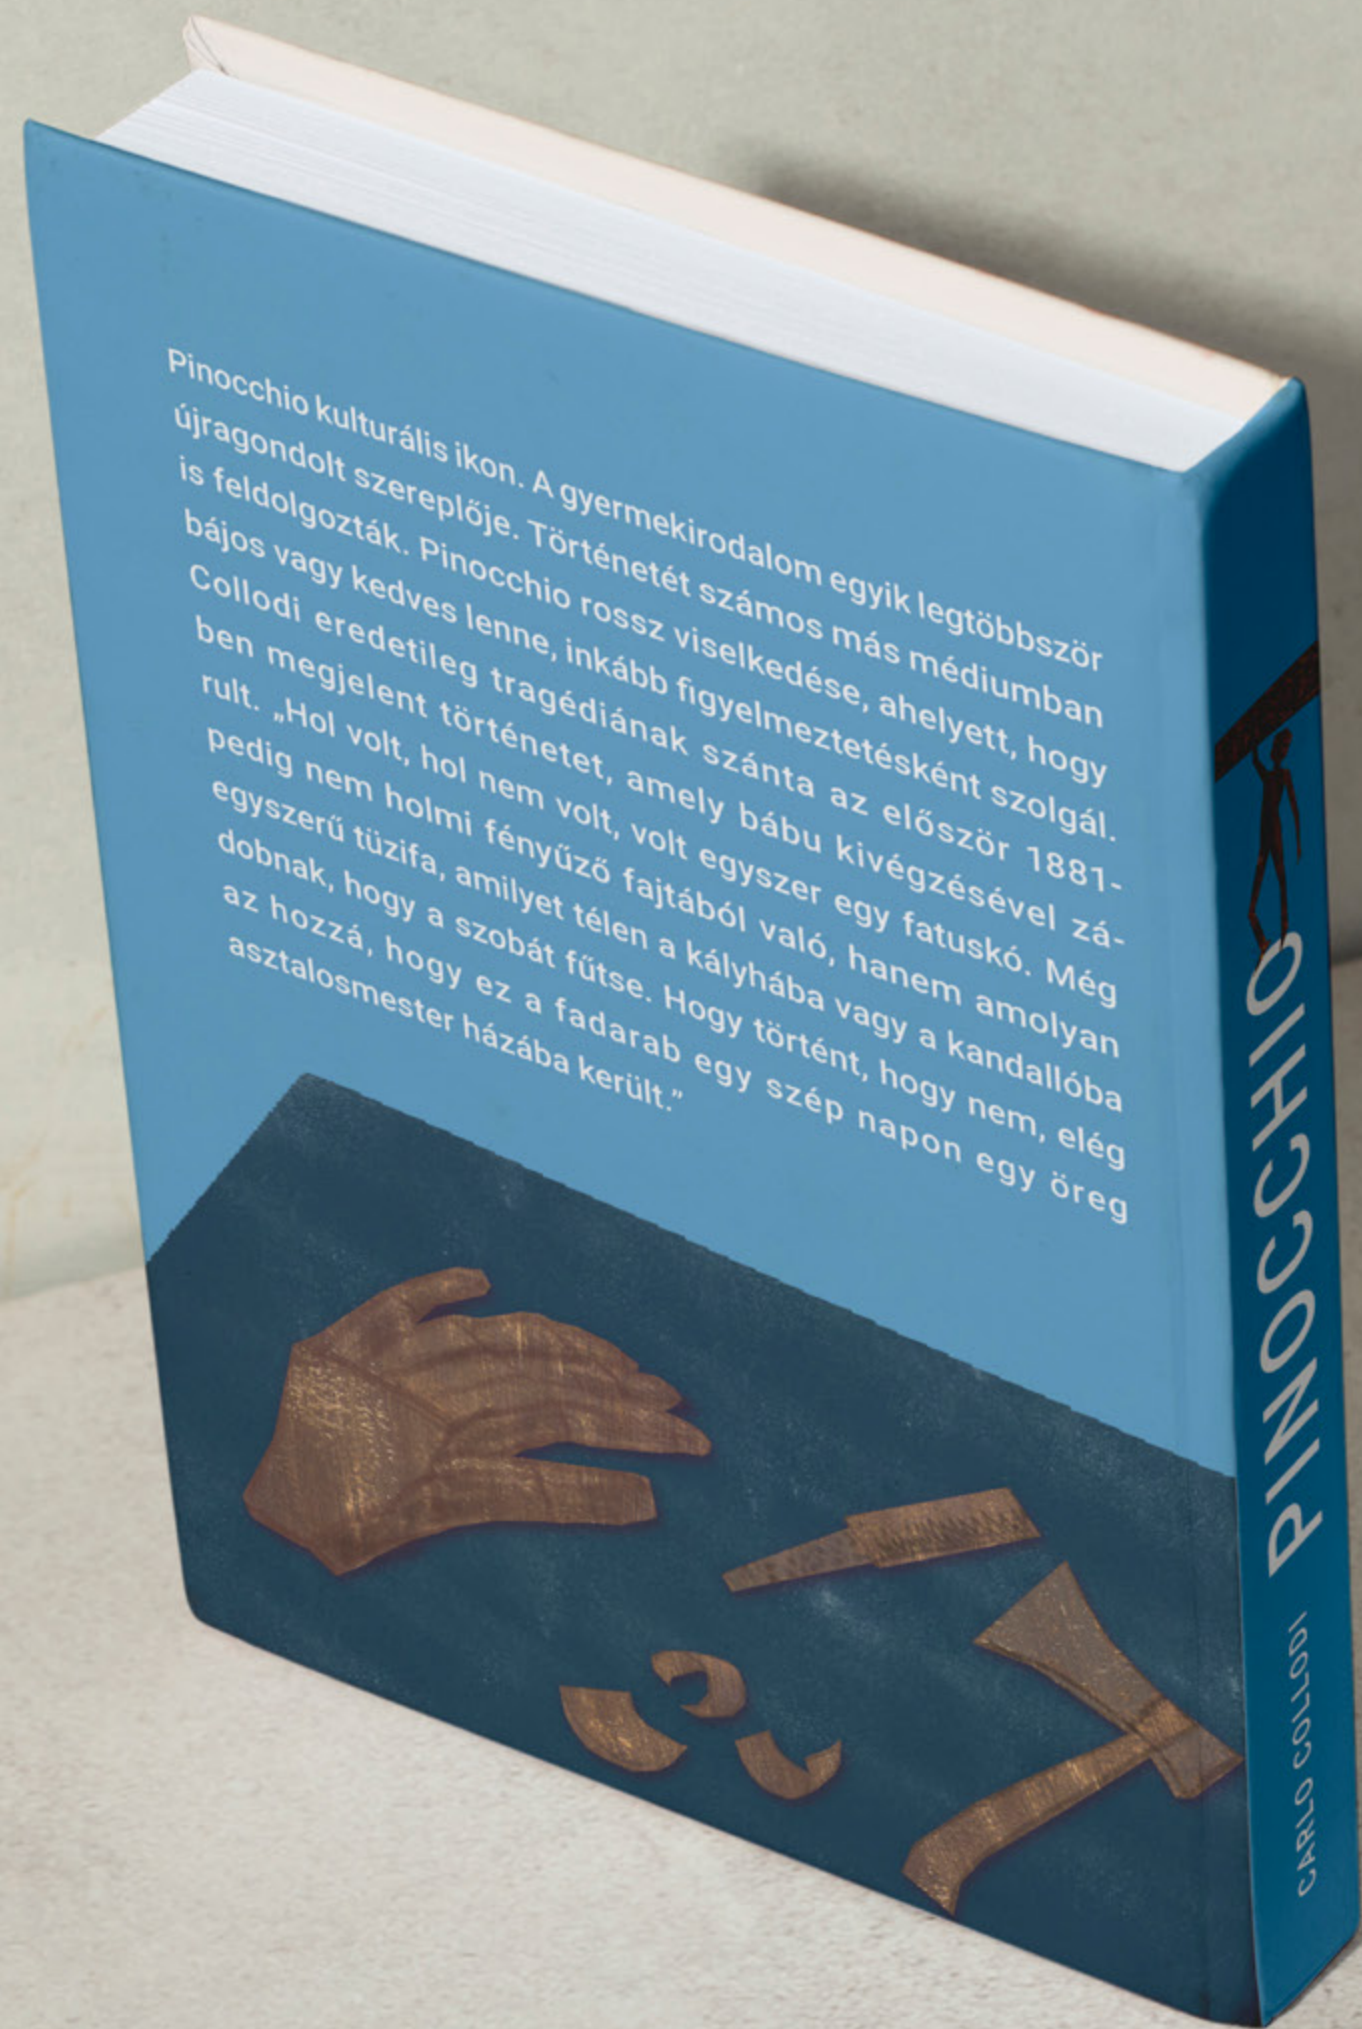 Pinocchio kulturális ikon. A gyermekirodalom egyik legtöbbször
újragondolt szereplője. Történetét számos más médiumban
is feldolgozták. Pinocchio rossz viselkedése, ahelyett, hogy
bájos vagy kedves lenne, inkább figyelmeztetésként szolgál.
Collodi eredetileg tragédiának szánta az először 1881-
ben megjelent történetet, amely bábu kivégzésével zá-
rult. „Hol volt, hol nem volt, volt egyszer egy fatuskó. Még
pedig nem holmi fényűző fajtából való, hanem amolyan
egyszerű tüzifa, amilyet télen a kályhába vagy a kandallóba
dobnak, hogy a szobát fűtse. Hogy történt, hogy nem, elég
az hozzá, hogy ez a fadarab egy szép napon egy öreg
asztalosmester házába került.”
CARLO COLLODI PINOCCHIO